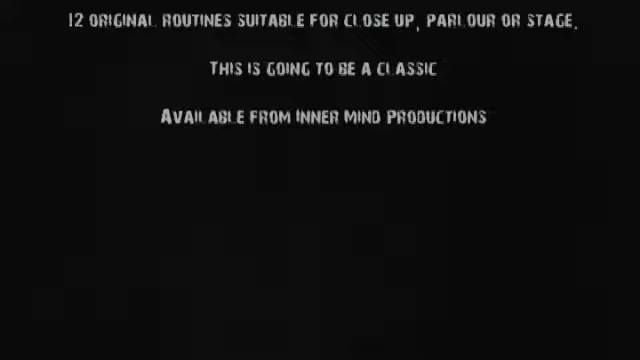 12 original routines suitable for close up, parlour or stage.
This is going to be a classic
Available from Inner Mind Productions